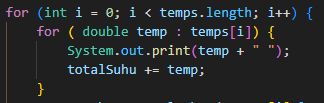 for (int i = 0; i < temps.length; i++) {
for ( double temp : temps[i]) {
System.out.print(temp + " ");
totalSuhu += temp;
}